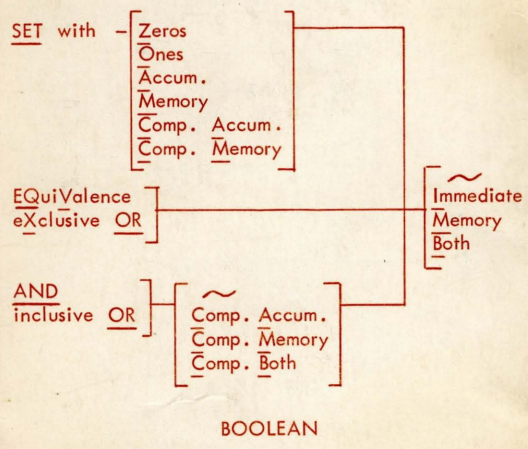 SET with -
Zeros
Ones
Accum.
Memory
Comp. Accum.
Comp. Memory
EQuiValence
eXclusive OR
~
Immediate
Memory
Both
AND
inclusive OR
~
Comp. Accum.
Comp. Memory
Comp. Both
BOOLEAN